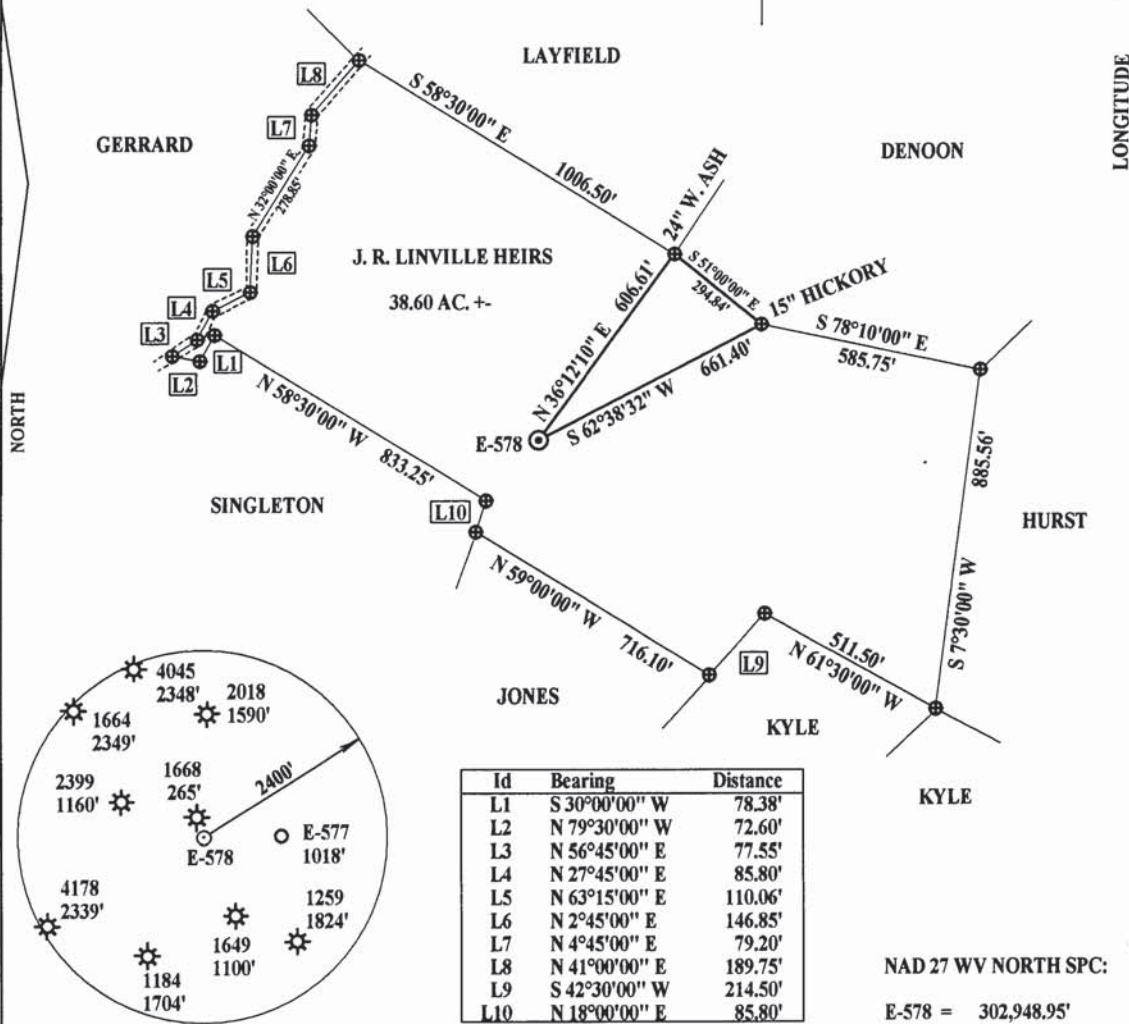 LAYFIELD
LONGITUDE
GERRARD
DENOON
L8
S 58°30'00" E
1006.50'
L7
24" W. ASH
N 32°00'00" E
278.85'
J. R. LINVILLE HEIRS
38.60 AC. +-
L6
L5
L4
L3
L1
L2
S 51°00'00" E
294.84'
15" HICKORY
N 36°12'10" E 606.61'
S 62°38'32" W 661.40'
S 78°10'00" E
585.75'
E-578
N 58°30'00" W 833.25'
NORTH
SINGLETON
L10
885.56'
S 7°30'00" W
HURST
N 59°00'00" W 716.10'
L9
511.50'
N 61°30'00" W
JONES
KYLE
KYLE
4045
2348'
2018
1590'
1664
2349'
2399
1160'
1668
265'
2400'
E-578
E-577
1018'
4178
2339'
1259
1824'
1649
1100'
1184
1704'
Id Bearing Distance
L1 S 30°00'00" W 78.38'
L2 N 79°30'00" W 72.60'
L3 N 56°45'00" E 77.55'
L4 N 27°45'00" E 85.80'
L5 N 63°15'00" E 110.06'
L6 N 2°45'00" E 146.85'
L7 N 4°45'00" E 79.20'
L8 N 41°00'00" E 189.75'
L9 S 42°30'00" W 214.50'
L10 N 18°00'00" E 85.80'
NAD 27 WV NORTH SPC:
E-578 = 302,948.95'